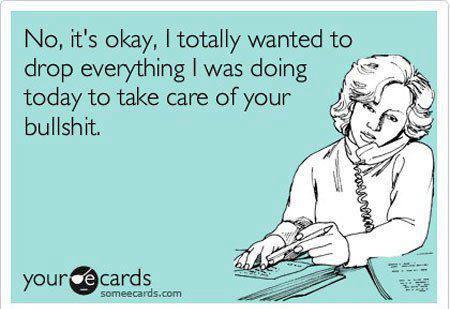 No, it's okay, I totally wanted to
drop everything I was doing
today to take care of your
bullshit.
your e cards
someecards.com